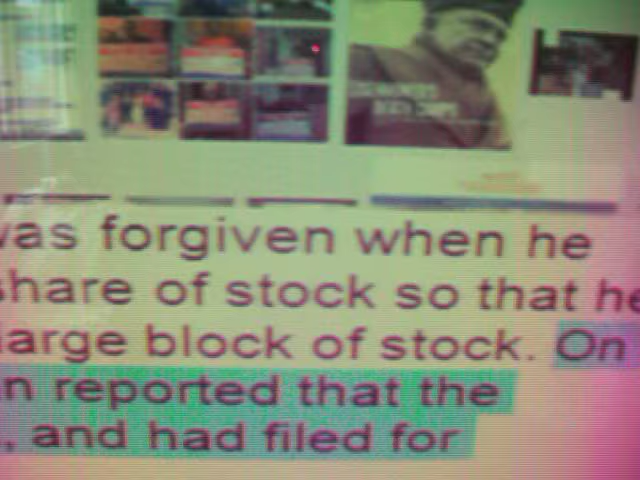 was forgiven when he
share of stock so that he
large block of stock. On
n reported that the
, and had filed for